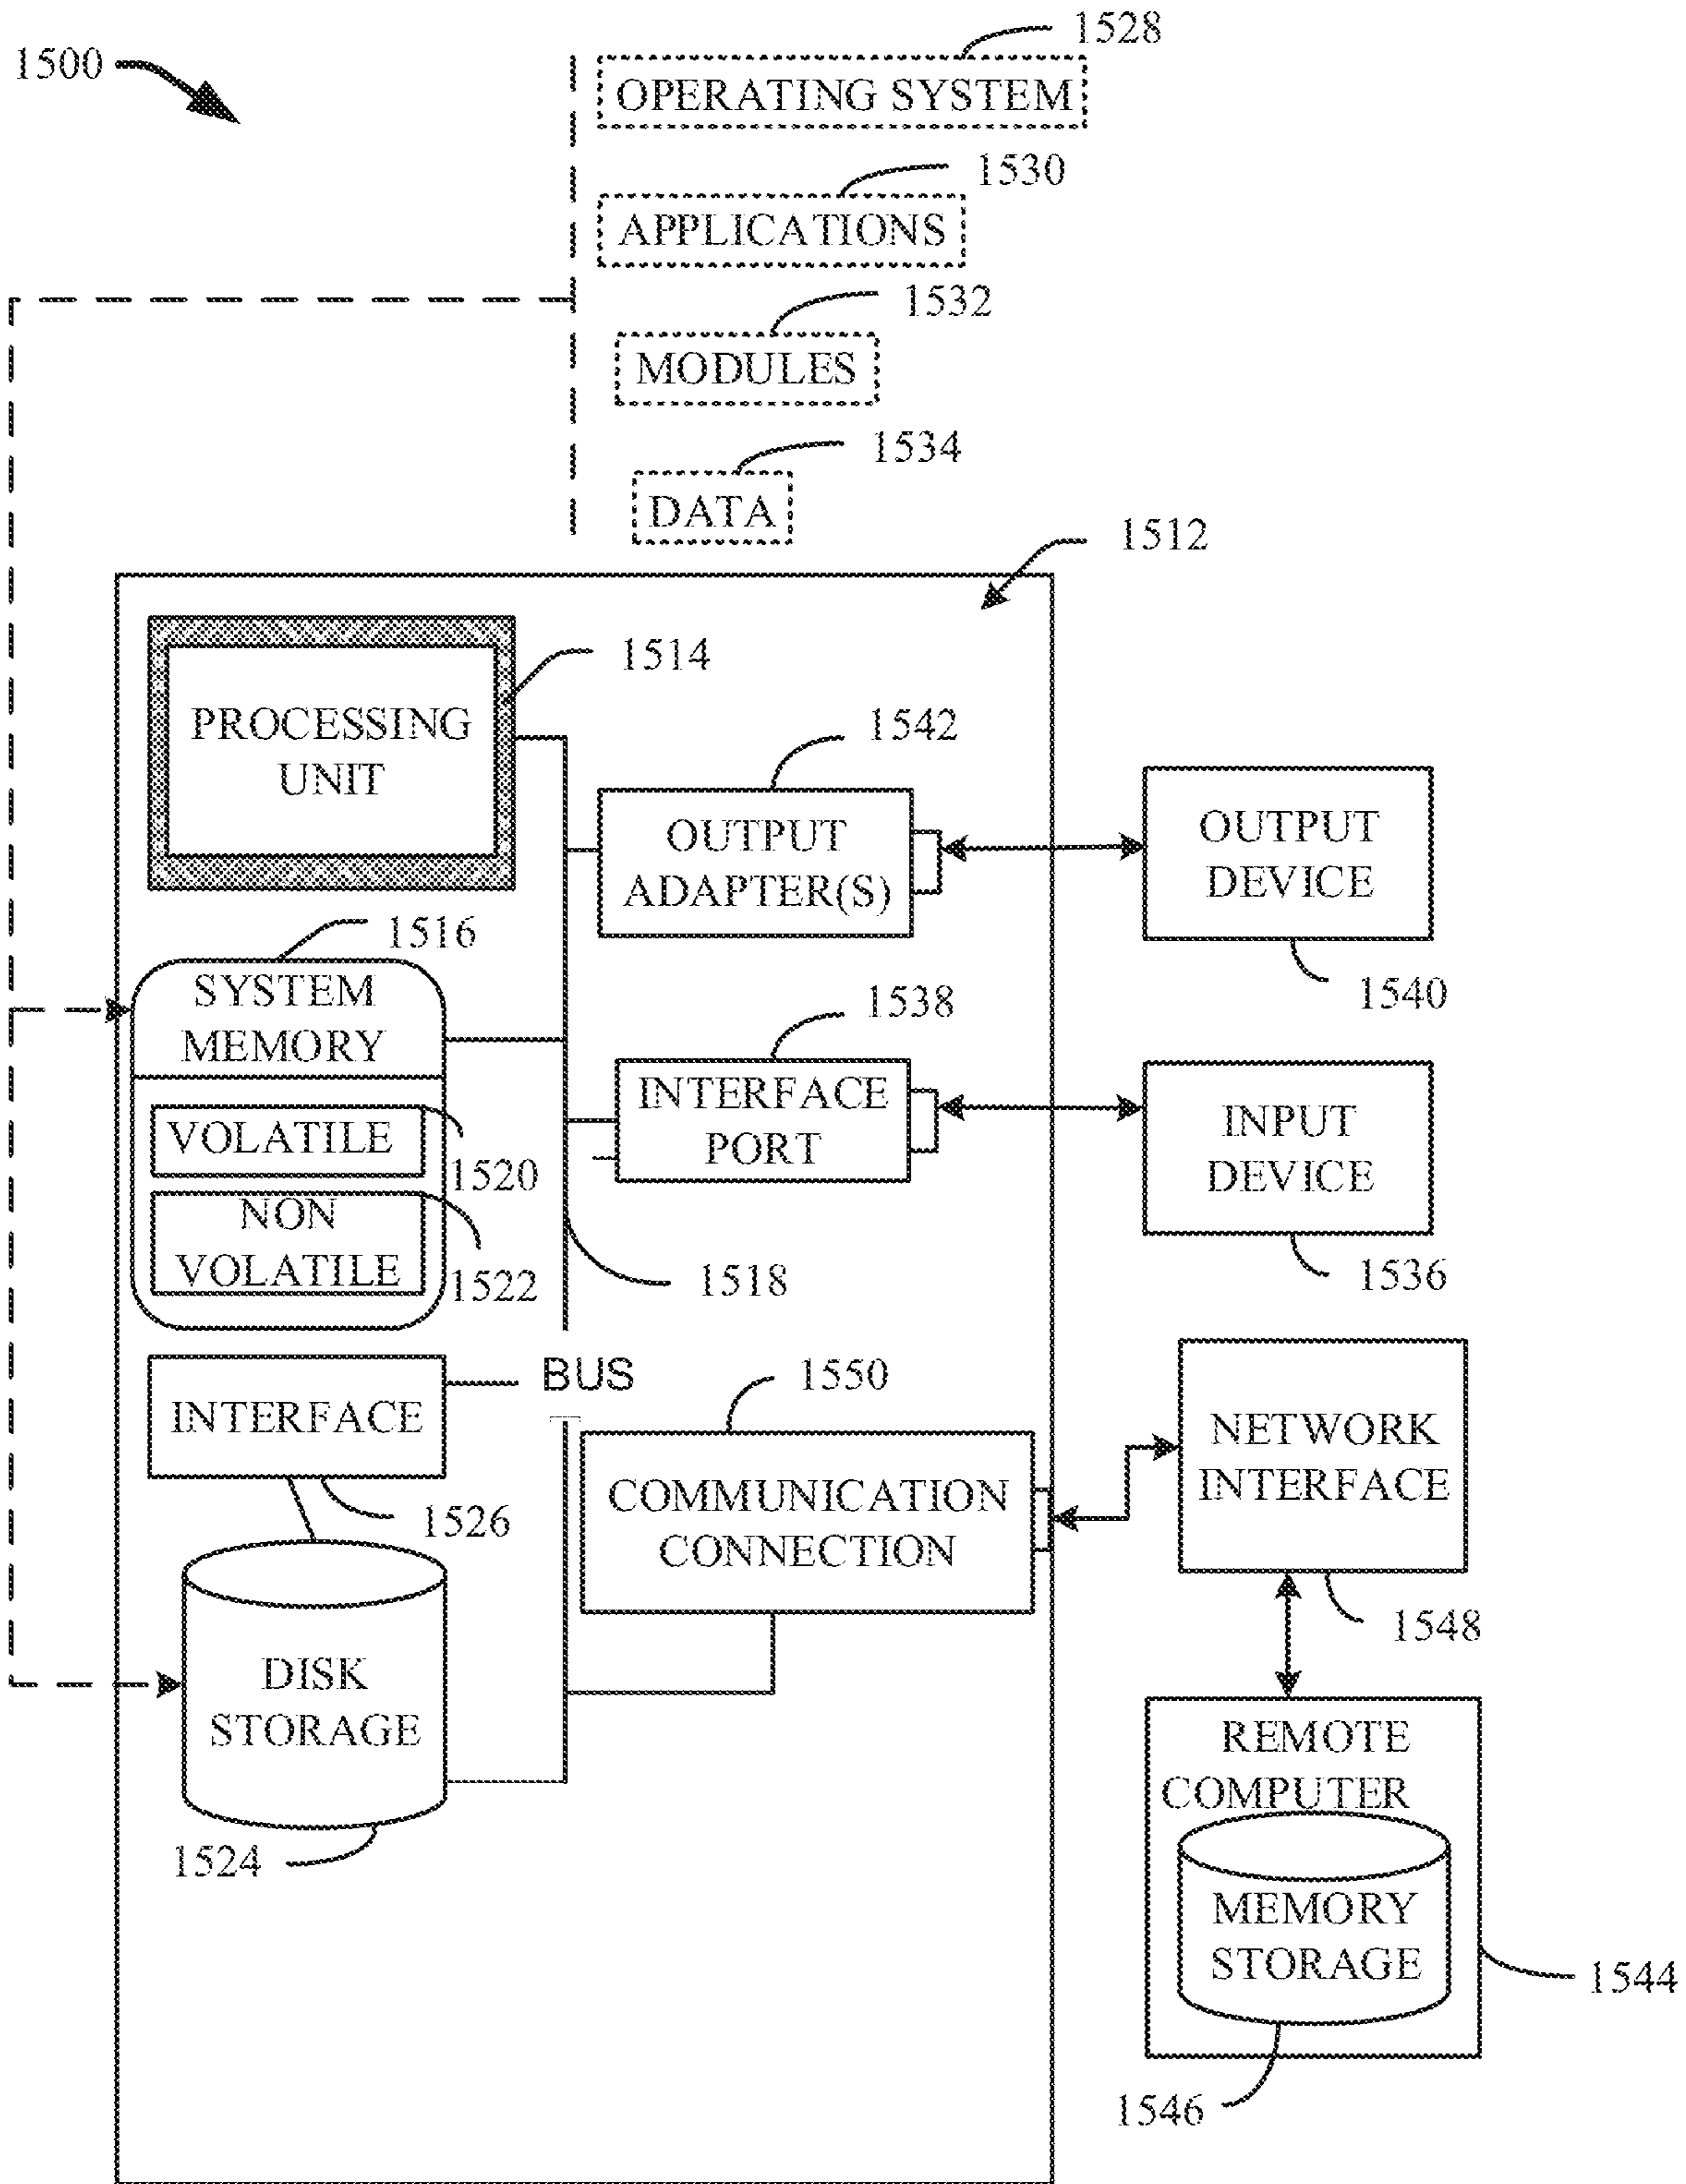 1528
1500
OPERATING SYSTEM
1530
APPLICATIONS
1532
MODULES
1534
DATA
1512
1514
PROCESSING
UNIT
1542
OUTPUT
ADAPTER(S)
OUTPUT
DEVICE
1540
1516
SYSTEM
MEMORY
1538
INTERFACE
PORT
INPUT
DEVICE
1536
VOLATILE
1520
NON
VOLATILE
1522
1518
BUS
1550
INTERFACE
1526
COMMUNICATION
CONNECTION
NETWORK
INTERFACE
1548
DISK
STORAGE
1524
REMOTE
COMPUTER
MEMORY
STORAGE
1544
1546